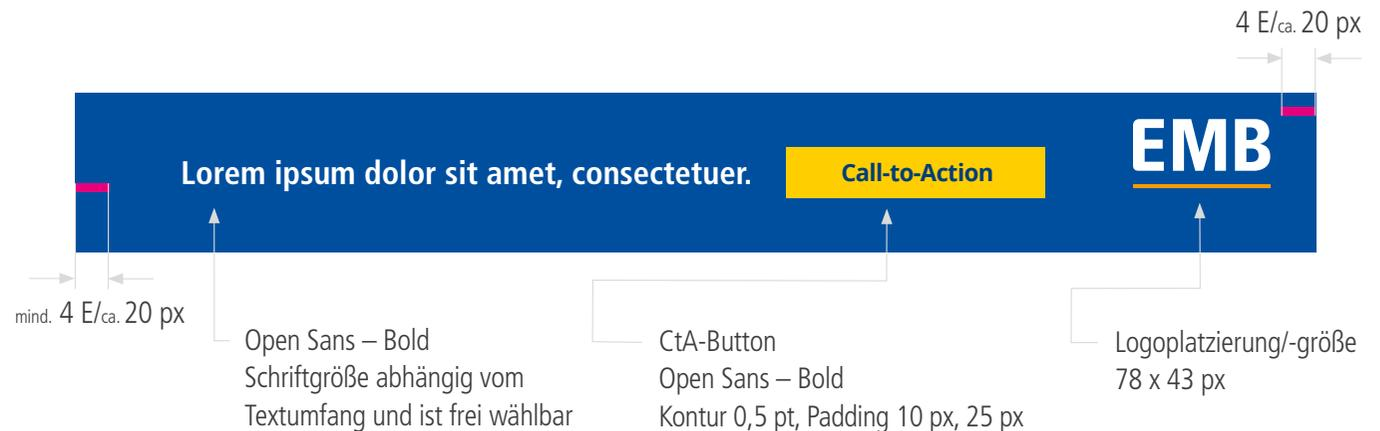 4 E/ca. 20 px
Lorem ipsum dolor sit amet, consectetuer.
Call-to-Action
EMB
mind. 4 E/ca. 20 px
Open Sans – Bold
Schriftgröße abhängig vom
Textumfang und ist frei wählbar
CtA-Button
Open Sans – Bold
Kontur 0,5 pt, Padding 10 px, 25 px
Logoplatzierung/-größe
78 x 43 px